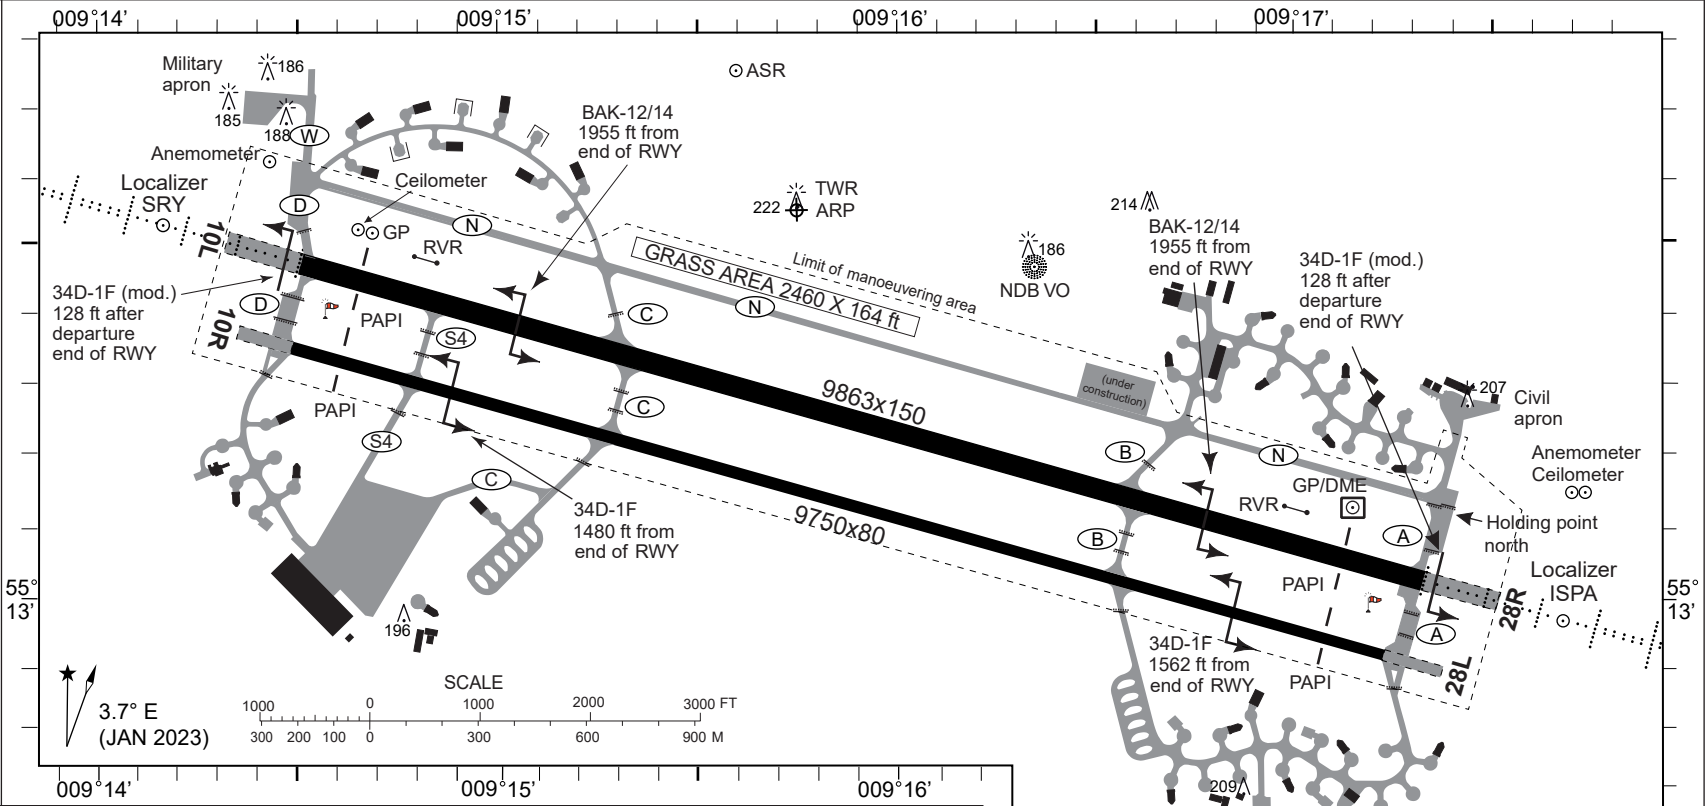 009°14’
009°15’
009°16’
009°17’
Military
apron
186
185
188
W
ASR
BAK-12/14
1955 ft from
end of RWY
Anemometer
Localizer
SRY
Ceilometer
D
N
GP
RVR
10L
222
TWR
ARP
214
BAK-12/14
1955 ft from
end of RWY
186
NDB VO
Limit of manoeuvering area
GRASS AREA 2460 X 164 ft
N
34D-1F (mod.)
128 ft after
departure
end of RWY
34D-1F (mod.)
128 ft after
departure
end of RWY
D
10R
PAPI
S4
C
C
PAPI
S4
C
9863x150
9750x80
(under
construction)
207
Civil
apron
B
N
Anemometer
Ceilometer
GP/DME
RVR
A
B
Holding point
north
34D-1F
1480 ft from
end of RWY
Localizer
ISPA
PAPI
28R
A
55°
13’
55°
13’
196
34D-1F
1562 ft from
end of RWY
PAPI
28L
209
3.7° E
(JAN 2023)
SCALE
1000 0 1000 2000 3000 FT
300 200 100 0 300 600 900 M
009°14’
009°15’
009°16’